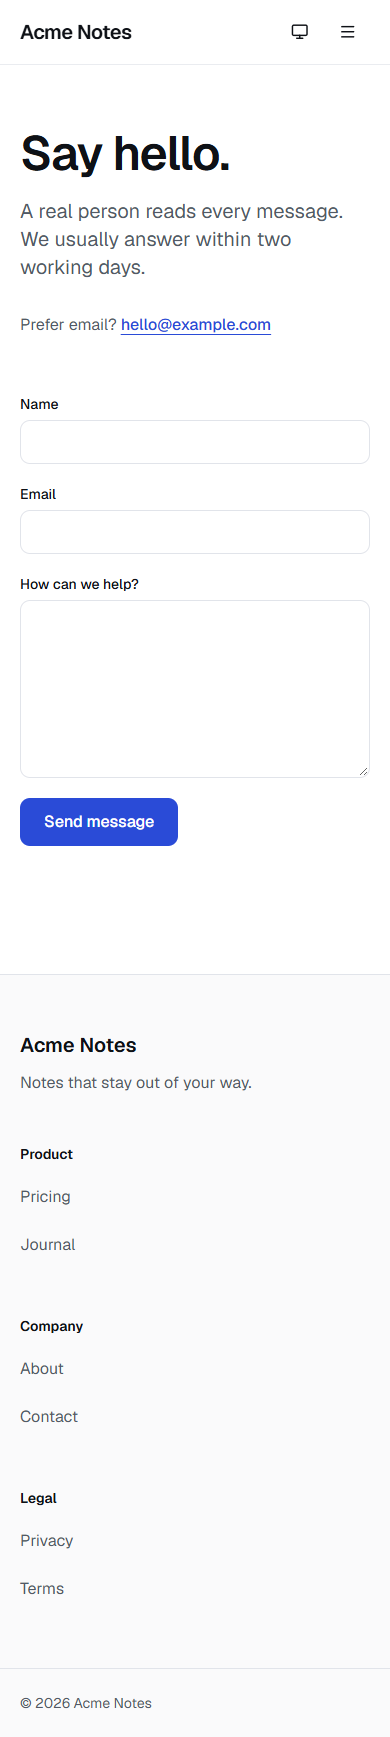 Acme Notes
Say hello.
A real person reads every message.
We usually answer within two
working days.
Prefer email? hello@example.com
Name
Email
How can we help?
Send message
Acme Notes
Notes that stay out of your way.
Product
Pricing
Journal
Company
About
Contact
Legal
Privacy
Terms
© 2026 Acme Notes